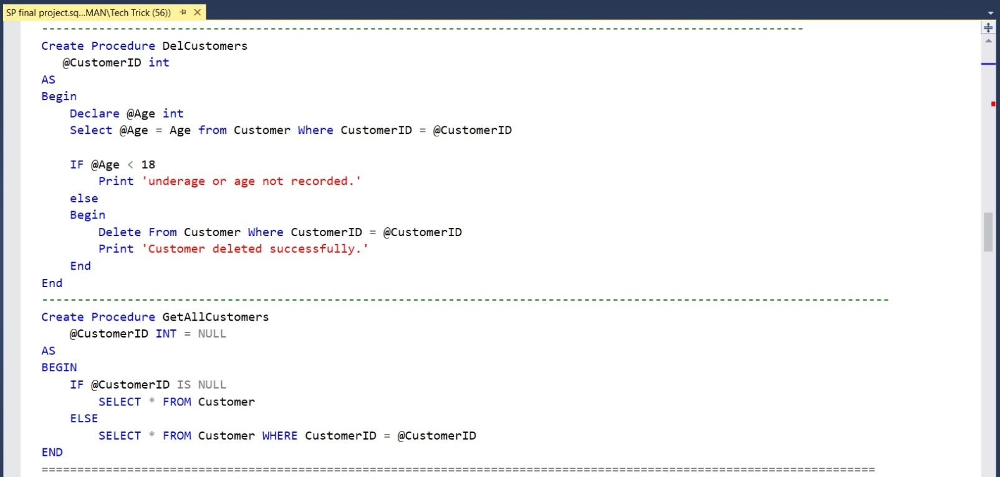 SP final project.sq...MAN\Tech Trick (56))
-----------------------------------------------------------------------------------------------------------
Create Procedure DelCustomers
   @CustomerID int
AS
Begin
    Declare @Age int
    Select @Age = Age from Customer Where CustomerID = @CustomerID
    IF @Age < 18
        Print 'underage or age not recorded.'
    else
    Begin
        Delete From Customer Where CustomerID = @CustomerID
        Print 'Customer deleted successfully.'
    End
End
-----------------------------------------------------------------------------------------------------------------------
Create Procedure GetAllCustomers
    @CustomerID INT = NULL
AS
BEGIN
    IF @CustomerID IS NULL
        SELECT * FROM Customer
    ELSE
        SELECT * FROM Customer WHERE CustomerID = @CustomerID
END
=====================================================================================================================